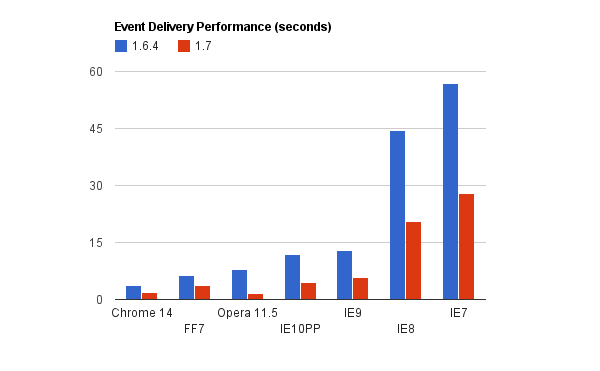 Event Delivery Performance (seconds)
1.6.4 1.7
60
45
30
15
0
Chrome 14 Opera 11.5 IE9 IE7
FF7 IE10PP IE8